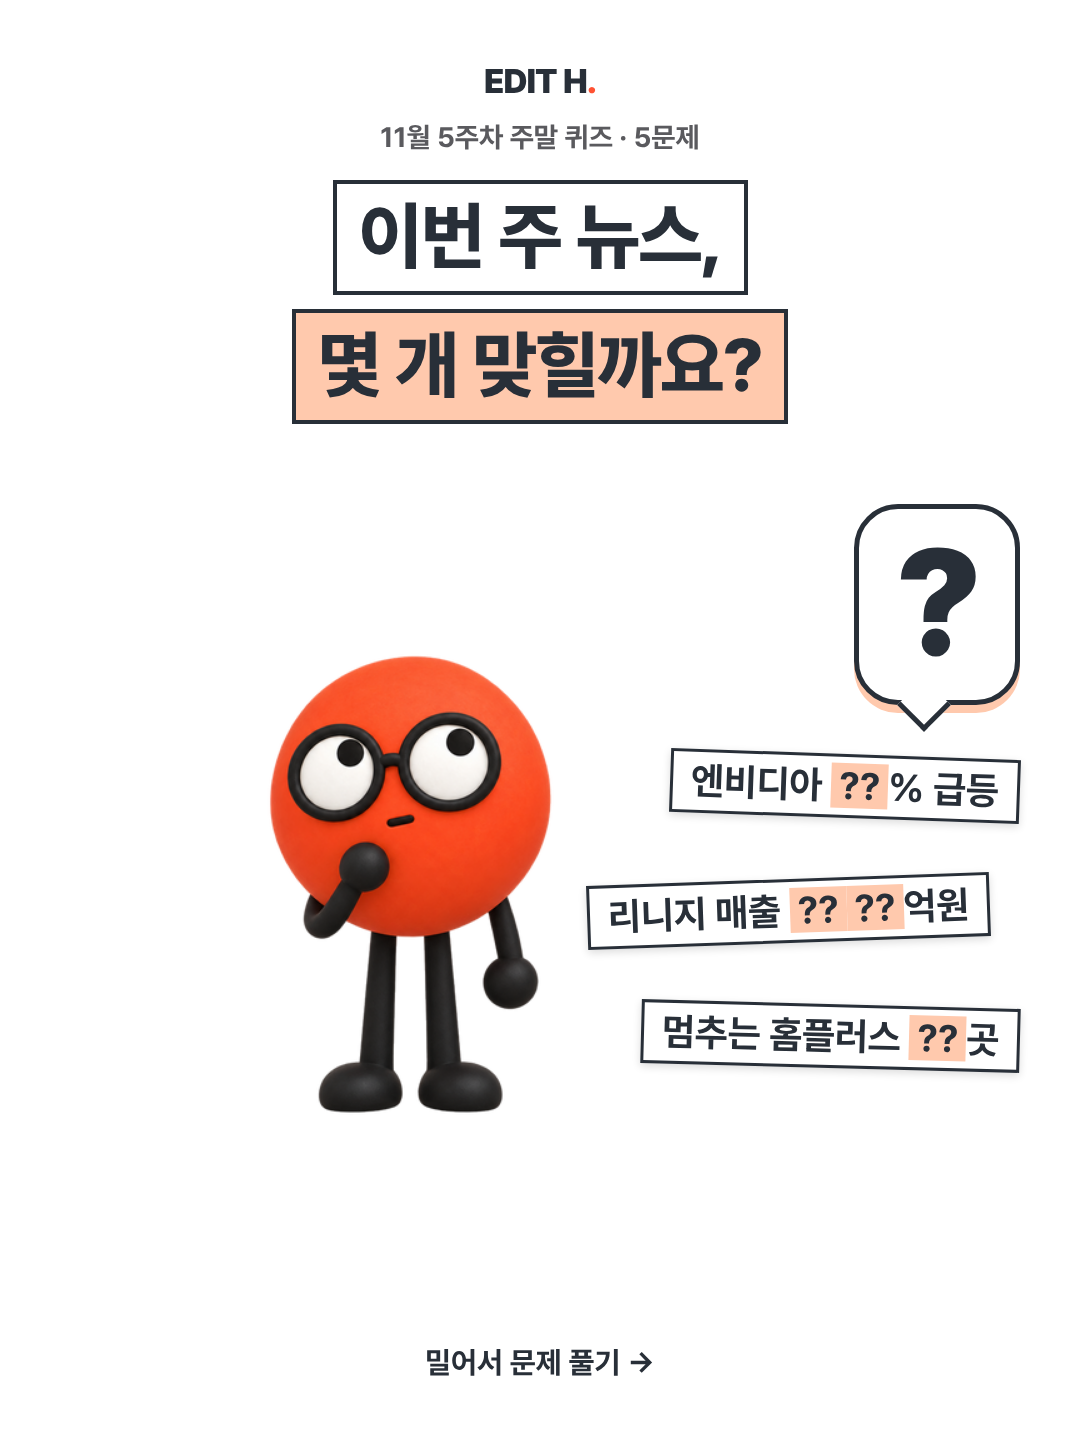 EDIT H.
11월 5주차 주말 퀴즈 · 5문제
이번 주 뉴스,
몇 개 맞힐까요?
?
엔비디아 ??% 급등
리니지 매출 ?? ??억원
멈추는 홈플러스 ??곳
밀어서 문제 풀기 →